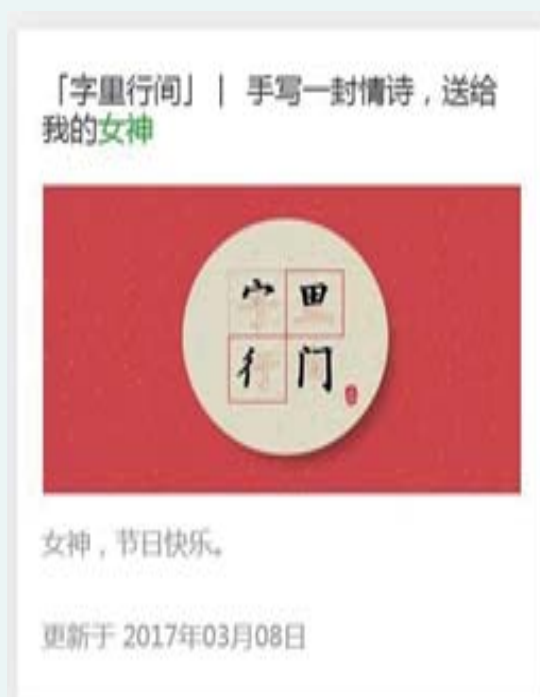 「字里行间」｜ 手写一封情诗，送给
我的女神
字里
行间
女神，节日快乐。
更新于 2017年03月08日